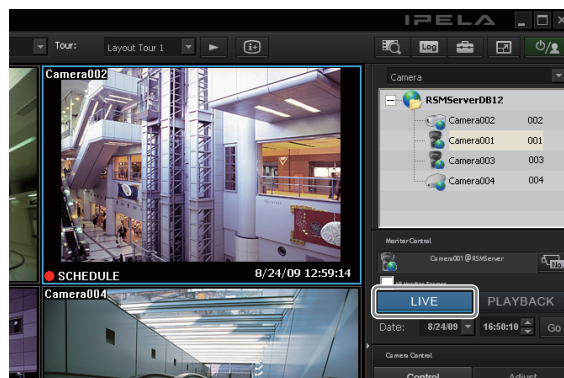 IPELA
Tour: Layout Tour 1
Log
Camera002
Camera
RSMServerDB12
Camera002 002
Camera001 001
Camera003 003
Camera004 004
SCHEDULE 8/24/09 12:59:14
Monitor Control
Camera001@RSMServer
Camera004
LIVE PLAYBACK
Date: 8/24/09 16:50:10 Go
Camera Control
Control Adjust